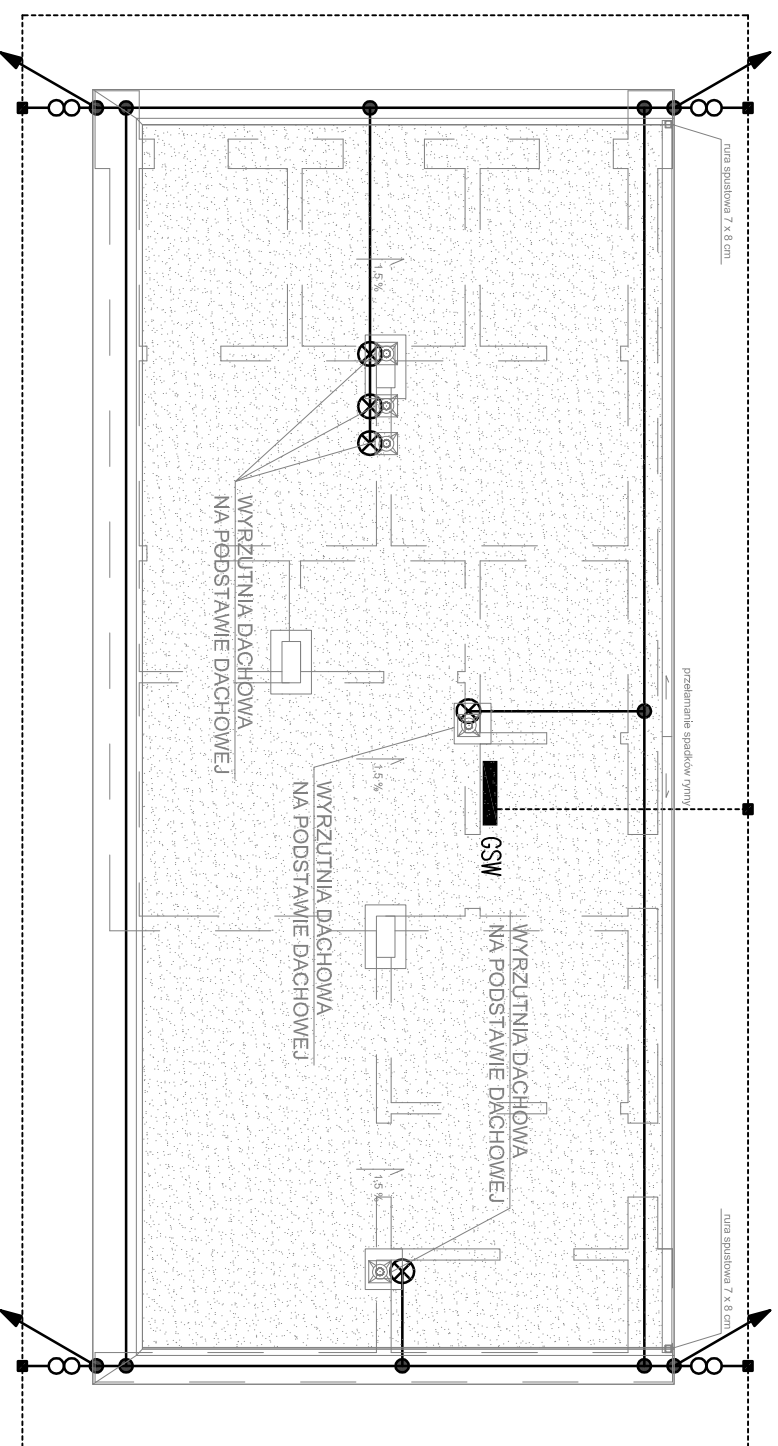 rura spustowa 7 x 8 cm
1.5 %
WYRZUTNIA DACHOWA
NA PODSTAWIE DACHOWEJ
przełamanie spadków rynny
1.5 %
WYRZUTNIA DACHOWA
NA PODSTAWIE DACHOWEJ
GSW
WYRZUTNIA DACHOWA
NA PODSTAWIE DACHOWEJ
1.5 %
rura spustowa 7 x 8 cm